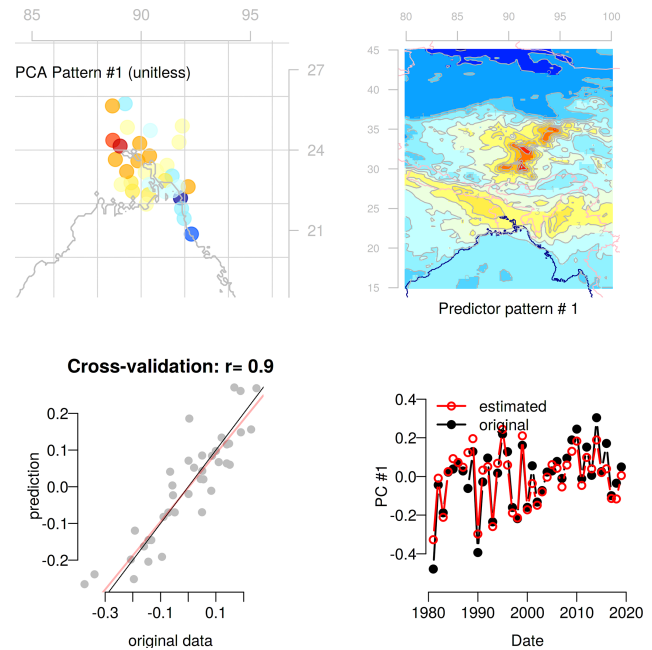 85 90 95
PCA Pattern #1 (unitless)
27
24
21
80 85 90 95 100
45
40
35
30
25
20
15
Predictor pattern # 1
Cross-validation: r= 0.9
prediction
0.2
0.1
0.0
-0.1
-0.2
-0.3 -0.1 0.1
original data
estimated
original
PC #1
0.4
0.2
0.0
-0.2
-0.4
1980 1990 2000 2010 2020
Date